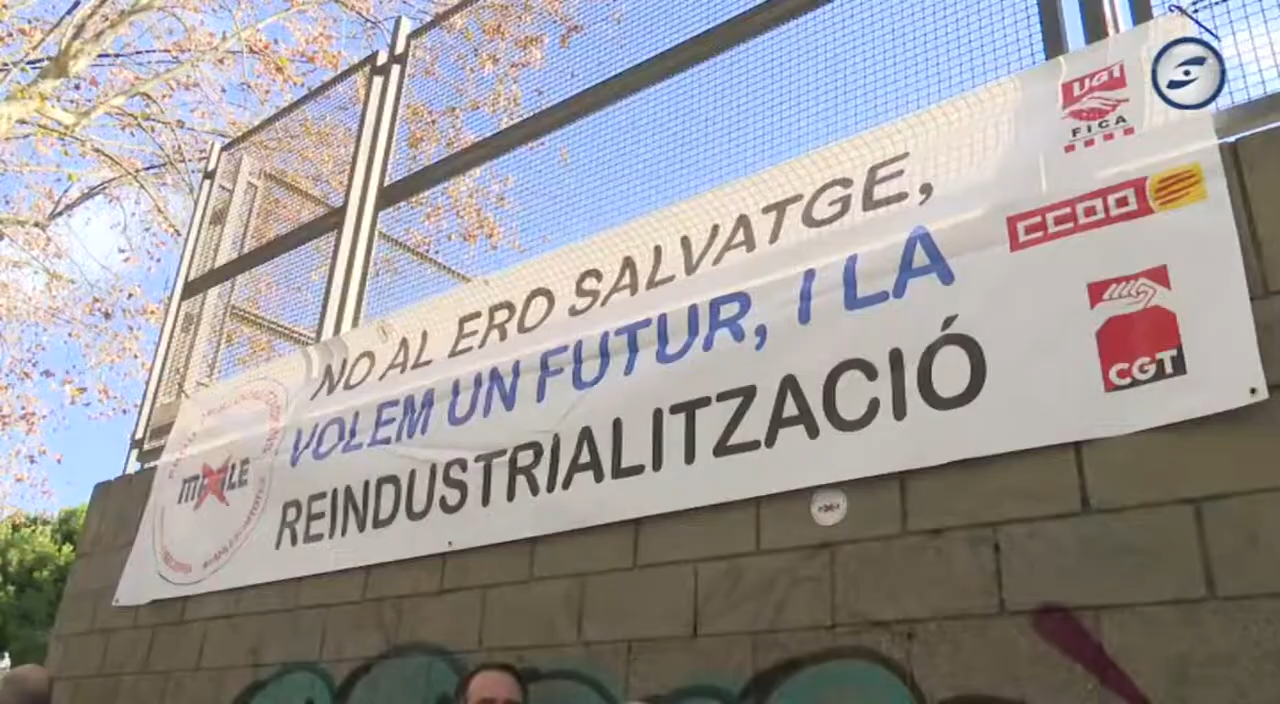 NO AL ERO SALVATGE,
VOLEM UN FUTUR, I LA
REINDUSTRIALITZACIÓ
UGT
FICA
CCOO
CGT